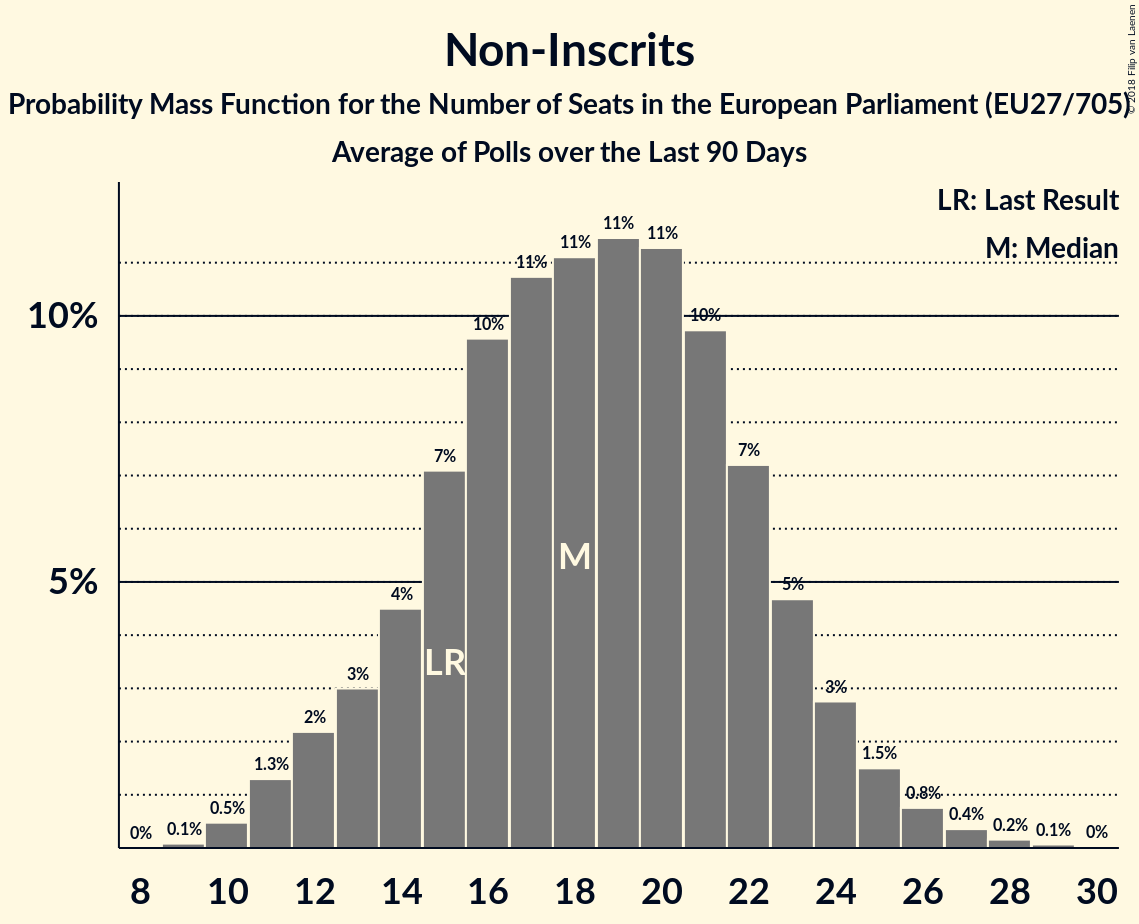 Non-Inscrits
Probability Mass Function for the Number of Seats in the European Parliament (EU27/705)
Average of Polls over the Last 90 Days
© 2018 Filip van Laenen
LR: Last Result
M: Median
10%
5%
0%
0.1%
0.5%
1.3%
2%
3%
4%
7%
10%
11%
11%
11%
11%
10%
7%
5%
3%
1.5%
0.8%
0.4%
0.2%
0.1%
0%
LR
M
8 10 12 14 16 18 20 22 24 26 28 30